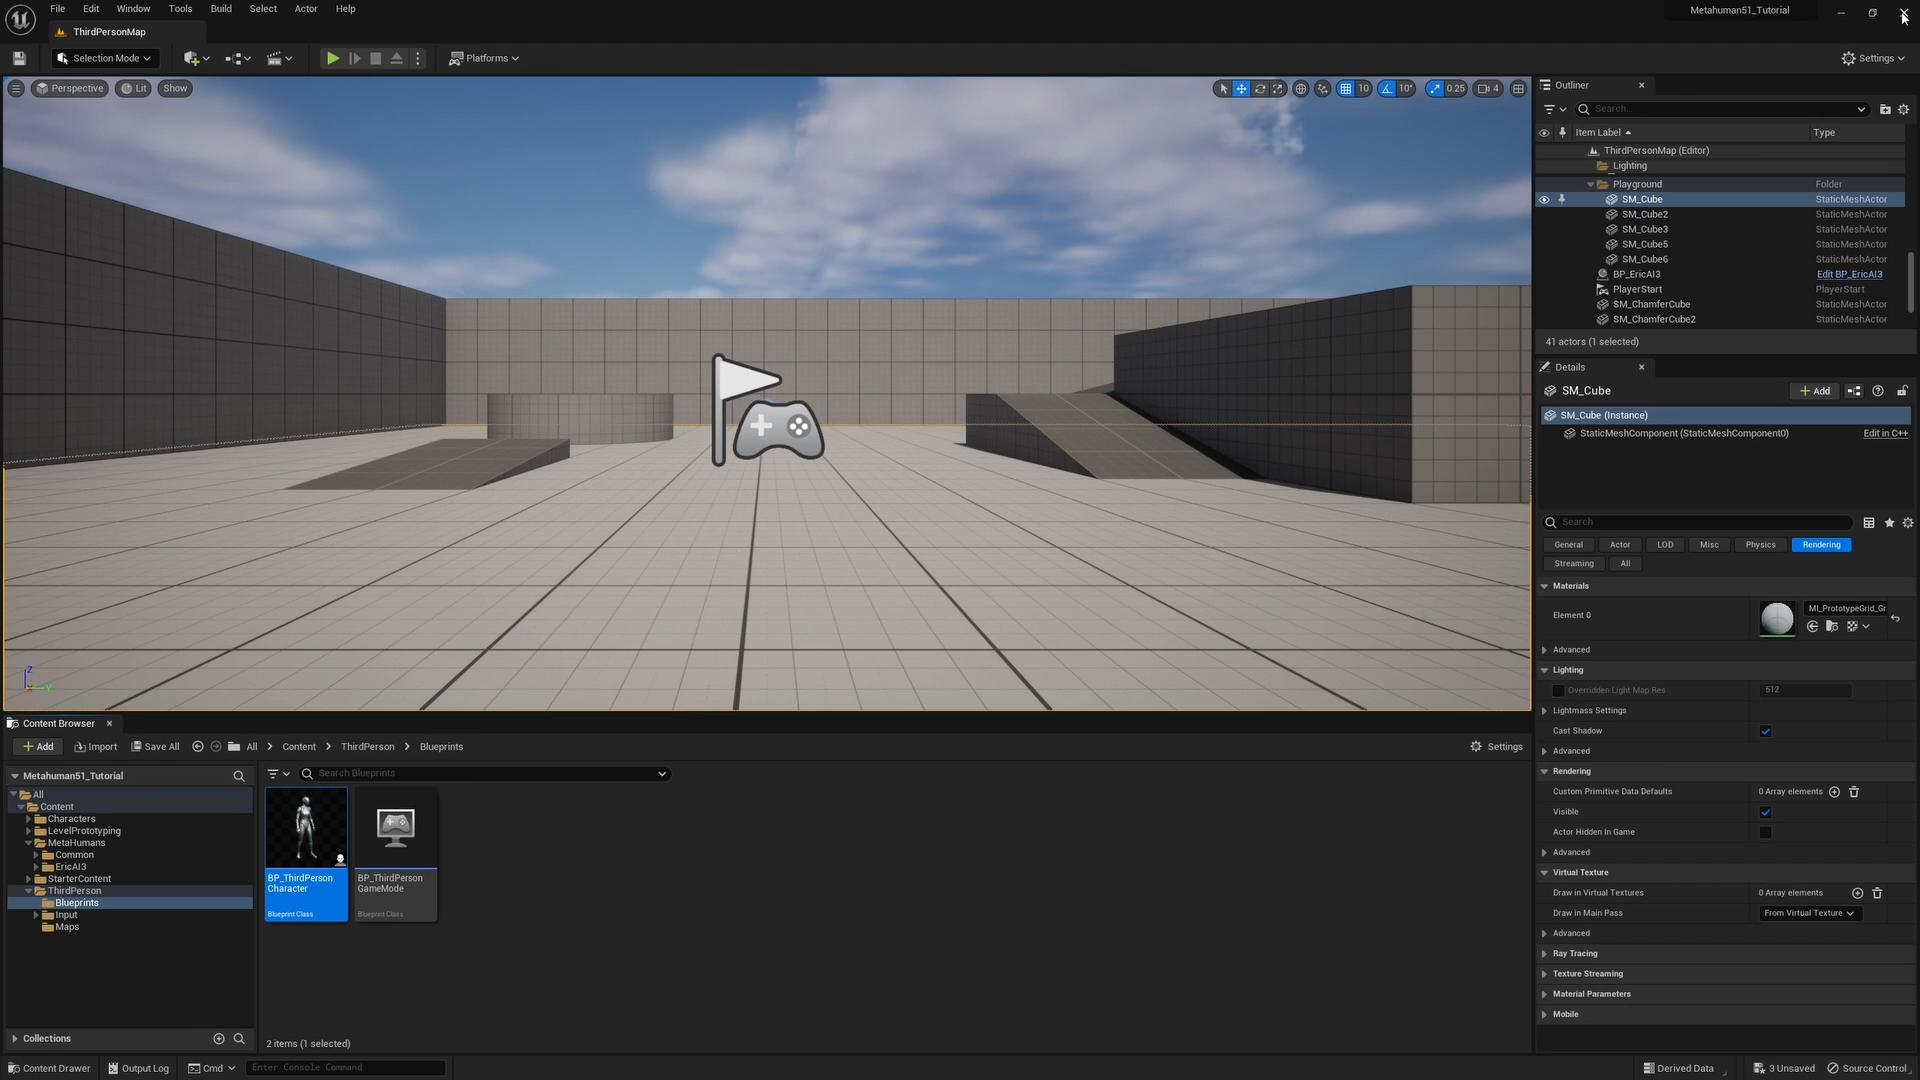 File Edit Window Tools Build Select Actor Help
Metahuman51_Tutorial
ThirdPersonMap
Selection Mode
Platforms
Settings
Perspective
Lit
Show
10
10°
0.25
4
Outliner
Search...
Item Label
Type
ThirdPersonMap (Editor)
Lighting
Playground Folder
SM_Cube StaticMeshActor
SM_Cube2 StaticMeshActor
SM_Cube3 StaticMeshActor
SM_Cube5 StaticMeshActor
SM_Cube6 StaticMeshActor
BP_EricAI3 Edit BP_EricAI3
PlayerStart PlayerStart
SM_ChamferCube StaticMeshActor
SM_ChamferCube2 StaticMeshActor
41 actors (1 selected)
Details
SM_Cube
Add
SM_Cube (Instance)
StaticMeshComponent (StaticMeshComponent0) Edit in C++
Search
General Actor LOD Misc Physics Rendering
Streaming All
Materials
Element 0
MI_PrototypeGrid_Gr
Advanced
Lighting
Overridden Light Map Res 512
Lightmass Settings
Cast Shadow
Advanced
Rendering
Custom Primitive Data Defaults 0 Array elements
Visible
Actor Hidden In Game
Advanced
Virtual Texture
Draw in Virtual Textures 0 Array elements
Draw in Main Pass From Virtual Texture
Advanced
Ray Tracing
Texture Streaming
Material Parameters
Mobile
Z
Y
Content Browser
Add Import Save All All Content ThirdPerson Blueprints Settings
Metahuman51_Tutorial
Search Blueprints
All
Content
Characters
LevelPrototyping
MetaHumans
Common
EricAI3
StarterContent
ThirdPerson
Blueprints
Input
Maps
BP_ThirdPerson
Character
Blueprint Class
BP_ThirdPerson
GameMode
Blueprint Class
Collections
2 items (1 selected)
Content Drawer Output Log Cmd Enter Console Command
Derived Data 3 Unsaved Source Control